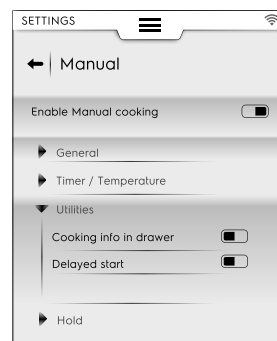 SETTINGS
Manual
Enable Manual cooking
General
Timer / Temperature
Utilities
Cooking info in drawer
Delayed start
Hold